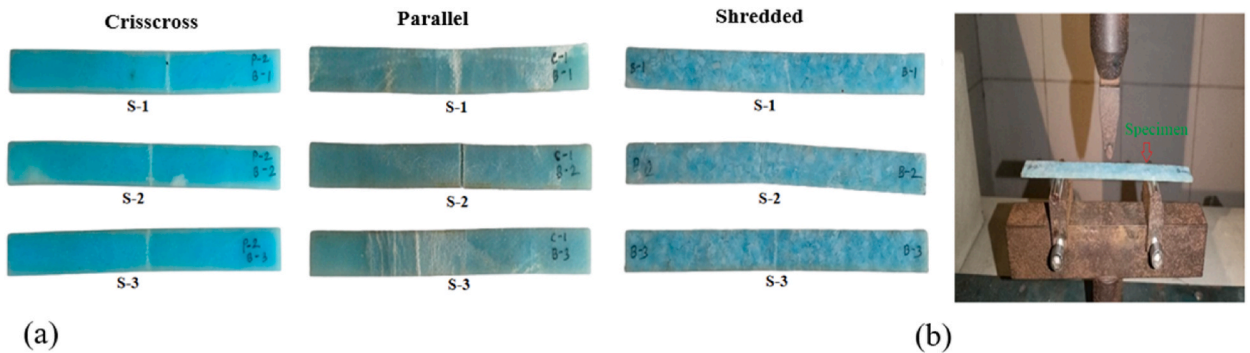 Crisscross
Parallel
Shredded
P-2
B-1
S-1
C-1
B-1
S-1
B-1
B-1
S-1
P-2
B-2
S-2
C-1
B-2
S-2
B-2
S-2
P-2
B-3
S-3
C-1
B-3
S-3
B-3
B-3
S-3
Specimen
(a)
(b)